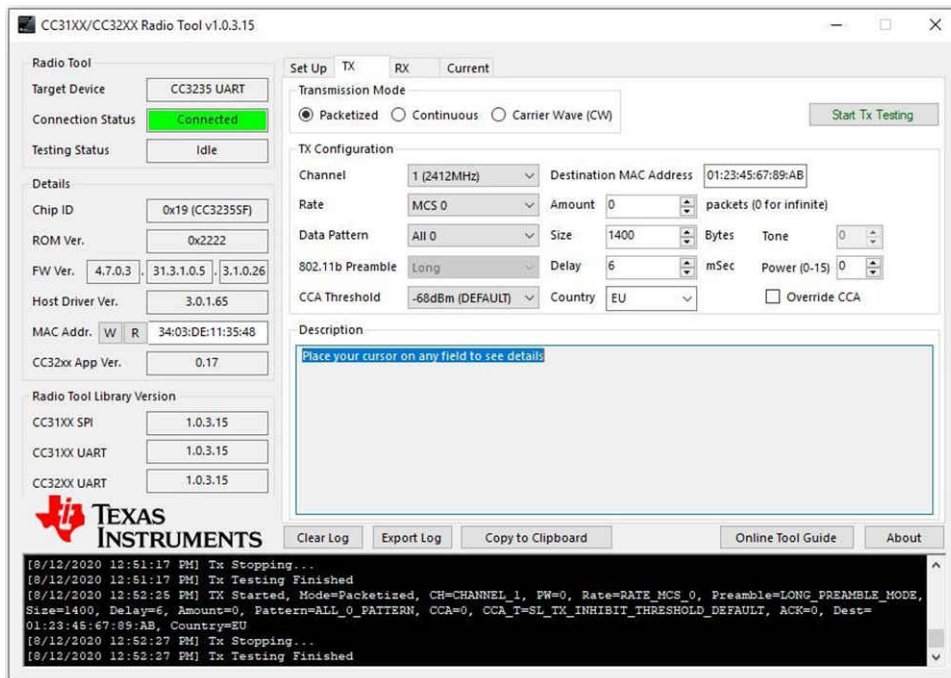 CC31XX/CC32XX Radio Tool v1.0.3.15
Radio Tool
Target Device CC3235 UART
Connection Status Connected
Testing Status Idle
Details
Chip ID 0x19 (CC3235SF)
ROM Ver. 0x2222
FW Ver. 4.7.0.3 . 31.3.1.0.5 . 3.1.0.26
Host Driver Ver. 3.0.1.65
MAC Addr. W R 34:03:DE:11:35:48
CC32xx App Ver. 0.17
Radio Tool Library Version
CC31XX SPI 1.0.3.15
CC31XX UART 1.0.3.15
CC32XX UART 1.0.3.15
TEXAS
INSTRUMENTS
Set Up TX RX Current
Transmission Mode
Packetized Continuous Carrier Wave (CW) Start Tx Testing
TX Configuration
Channel 1 (2412MHz) Destination MAC Address 01:23:45:67:89:AB
Rate MCS 0 Amount 0 packets (0 for infinite)
Data Pattern All 0 Size 1400 Bytes Tone 0
802.11b Preamble Long Delay 6 mSec Power (0-15) 0
CCA Threshold -68dBm (DEFAULT) Country EU Override CCA
Description
Place your cursor on any field to see details
Clear Log Export Log Copy to Clipboard Online Tool Guide About
[8/12/2020 12:51:17 PM] Tx Stopping...
[8/12/2020 12:51:17 PM] Tx Testing Finished
[8/12/2020 12:52:25 PM] TX Started, Mode=Packetized, CH=CHANNEL_1, PW=0, Rate=RATE_MCS_0, Preamble=LONG_PREAMBLE_MODE,
Size=1400, Delay=6, Amount=0, Pattern=ALL_0_PATTERN, CCA=0, CCA_T=SL_TX_INHIBIT_THRESHOLD_DEFAULT, ACK=0, Dest=
01:23:45:67:89:AB, Country=EU
[8/12/2020 12:52:27 PM] Tx Stopping...
[8/12/2020 12:52:27 PM] Tx Testing Finished